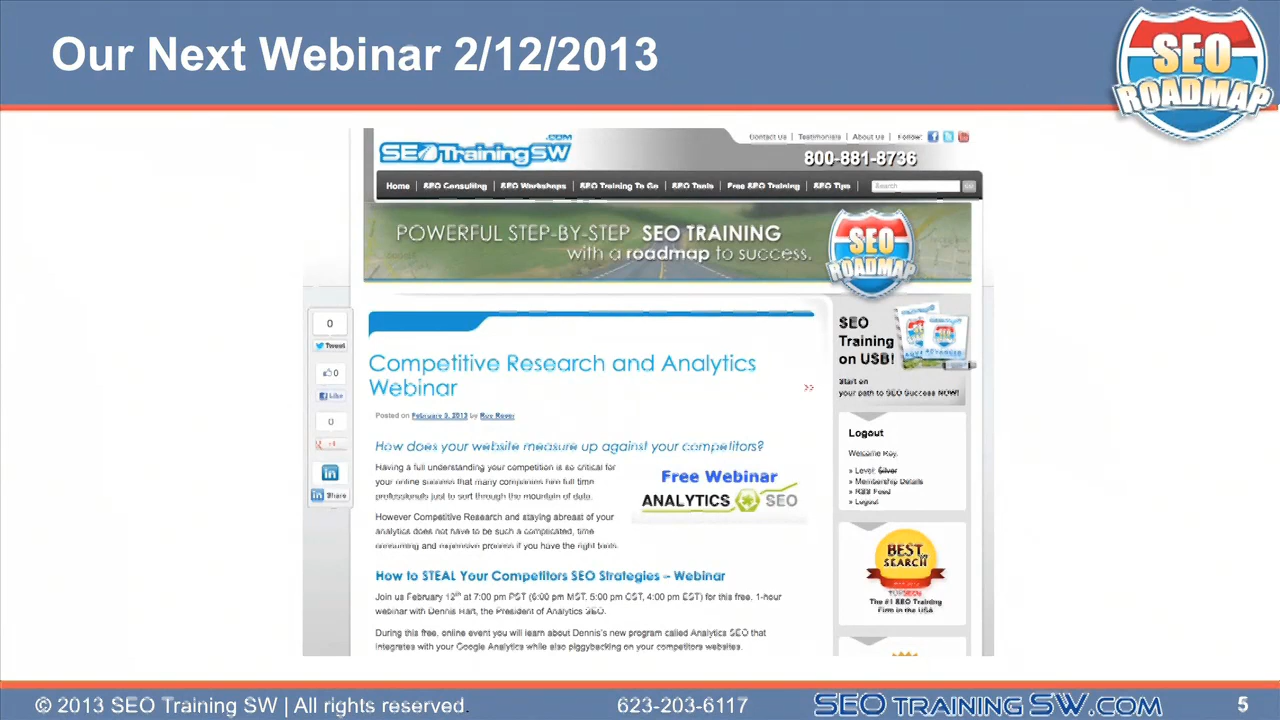 Our Next Webinar 2/12/2013
SEO
ROADMAP
.COM
SEOTrainingSW
Contact Us | Testimonials | About Us | Follow:
800-881-8736
Home | SEO Consulting | SEO Workshops | SEO Training To Go | SEO Tools | Free SEO Training | SEO Tips |
Search
POWERFUL STEP-BY-STEP SEO TRAINING
with a roadmap to success.
SEO
ROADMAP
0
Tweet
0
Like
0
+1
Share
Competitive Research and Analytics
Webinar
>>
Posted on February 3, 2013 by Roy Reyer
How does your website measure up against your competitors?
Having a full understanding your competition is so critical for
your online success that many companies hire full time
professionals just to sort through the mountain of data.
However Competitive Research and staying abreast of your
analytics does not have to be such a complicated, time
consuming and expensive process if you have the right tools.
Free Webinar
ANALYTICS SEO
How to STEAL Your Competitors SEO Strategies – Webinar
Join us February 12th at 7:00 pm PST (6:00 pm MST, 5:00 pm CST, 4:00 pm EST) for this free, 1-hour
webinar with Dennis Hart, the President of Analytics SEO.
During this free, online event you will learn about Dennis's new program called Analytics SEO that
integrates with your Google Analytics while also piggybacking on your competitors websites.
SEO
Training
on USB!
Start on
your path to SEO Success NOW!
Logout
Welcome Roy.
» Level: Silver
» Membership Details
» RSS Feed
» Logout
BEST
IN
SEARCH
TOPSEOs
The #1 SEO Training
Firm in the USA
© 2013 SEO Training SW | All rights reserved.
623-203-6117
SEO TRAINING SW.COM
5